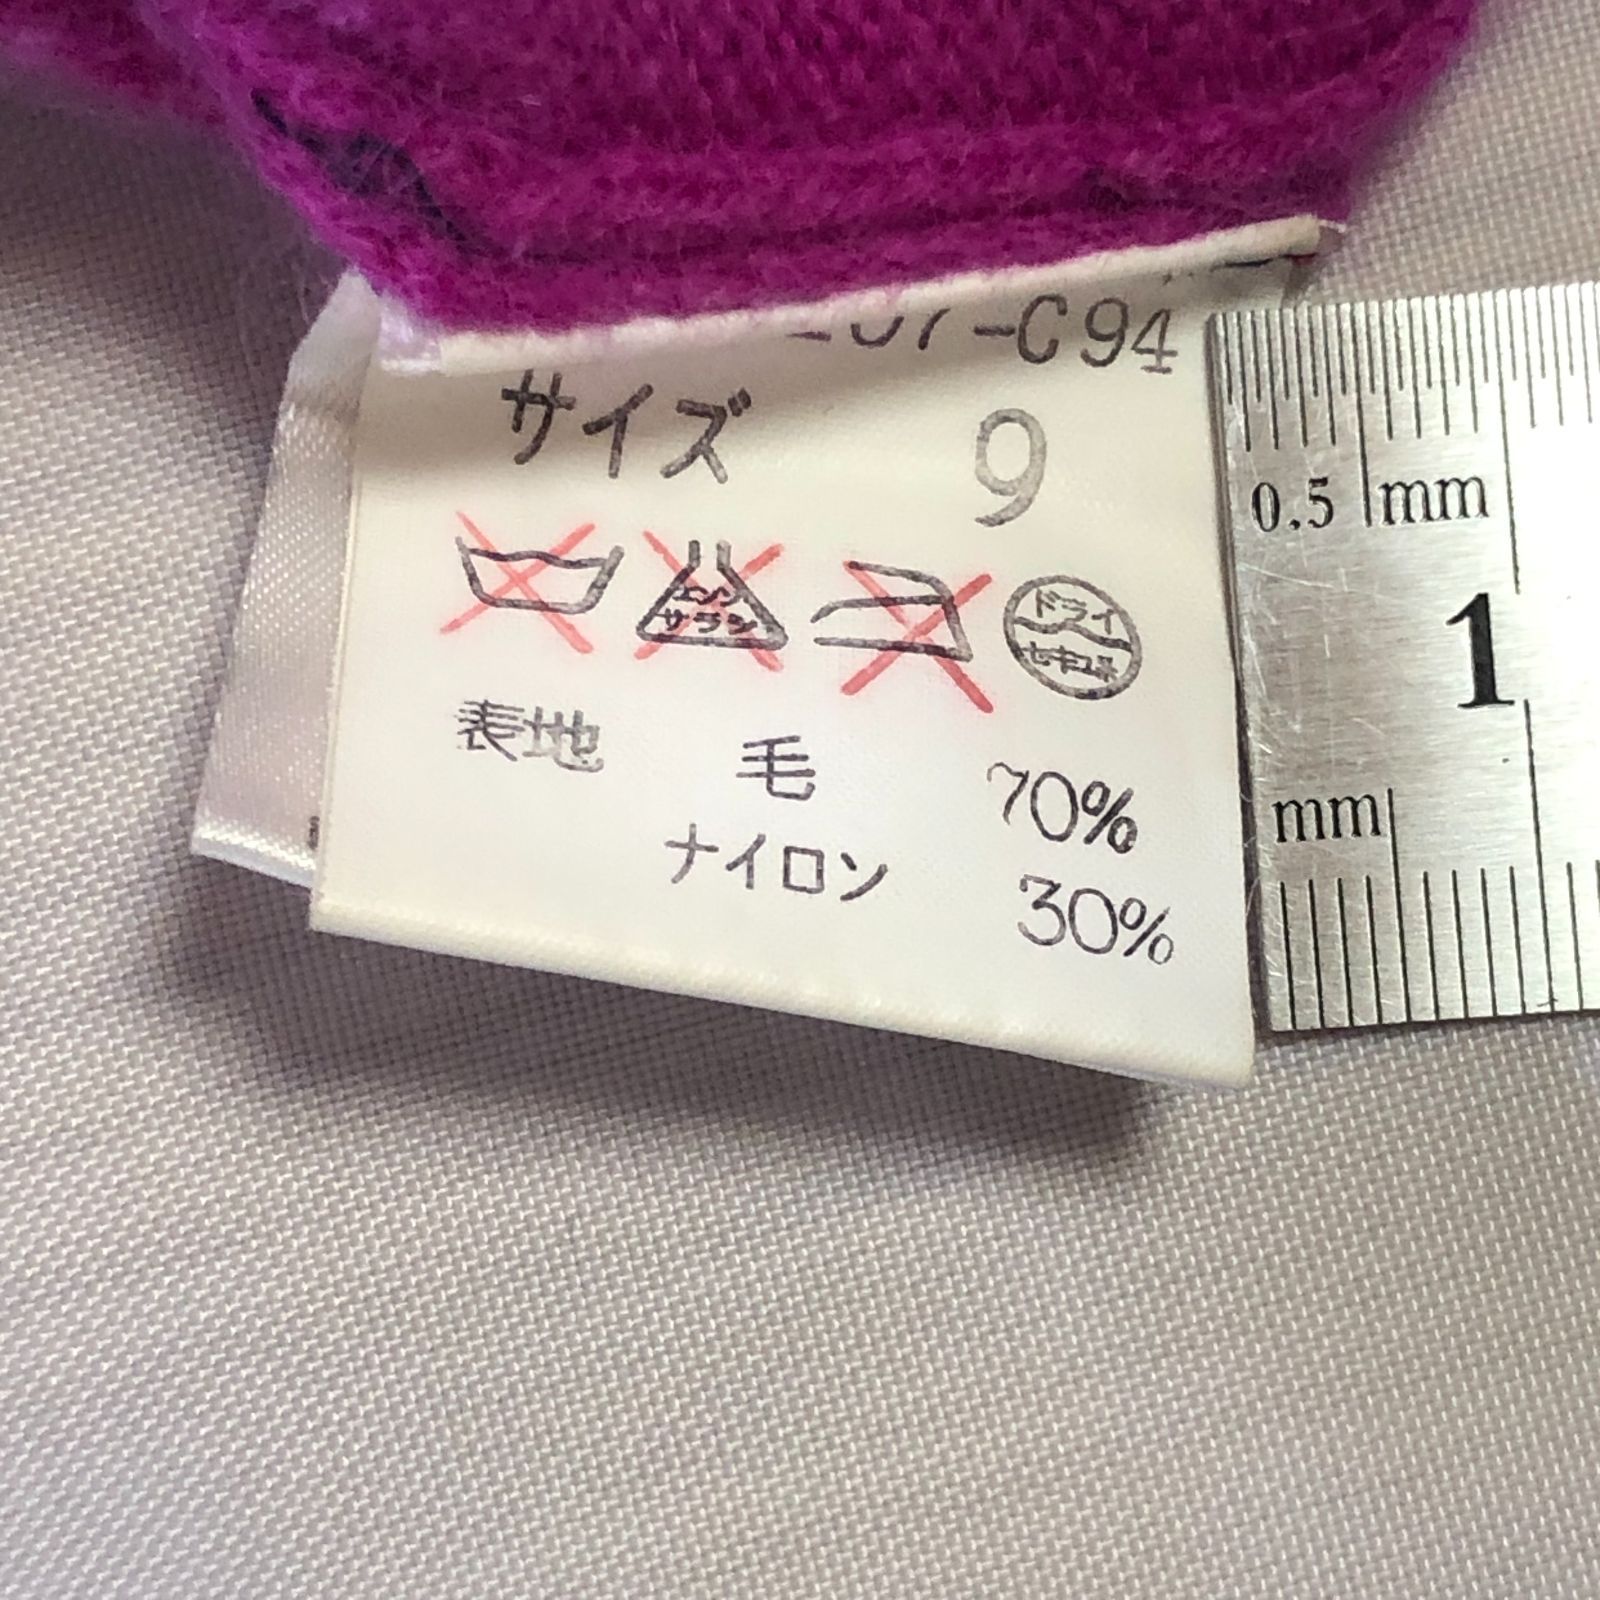 -C94
サイズ 9
エンソ
サラシ
ドライ
セキユ系
表地 毛 70%
ナイロン 30%
0.5 mm
1
mm